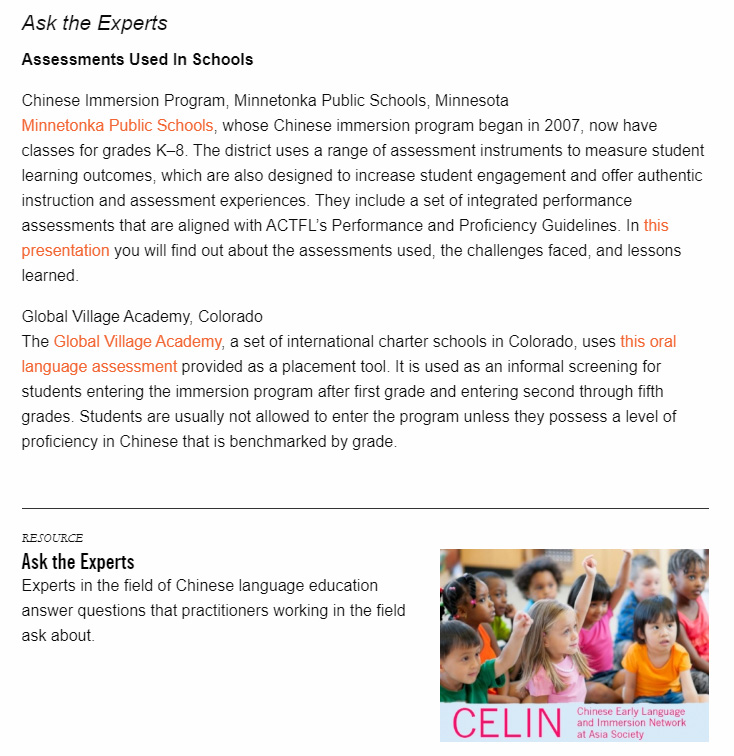 Ask the Experts
Assessments Used In Schools
Chinese Immersion Program, Minnetonka Public Schools, Minnesota
Minnetonka Public Schools, whose Chinese immersion program began in 2007, now have
classes for grades K–8. The district uses a range of assessment instruments to measure student
learning outcomes, which are also designed to increase student engagement and offer authentic
instruction and assessment experiences. They include a set of integrated performance
assessments that are aligned with ACTFL's Performance and Proficiency Guidelines. In this
presentation you will find out about the assessments used, the challenges faced, and lessons
learned.
Global Village Academy, Colorado
The Global Village Academy, a set of international charter schools in Colorado, uses this oral
language assessment provided as a placement tool. It is used as an informal screening for
students entering the immersion program after first grade and entering second through fifth
grades. Students are usually not allowed to enter the program unless they possess a level of
proficiency in Chinese that is benchmarked by grade.
RESOURCE
Ask the Experts
Experts in the field of Chinese language education
answer questions that practitioners working in the field
ask about.
CELIN
Chinese Early Language
and Immersion Network
at Asia Society